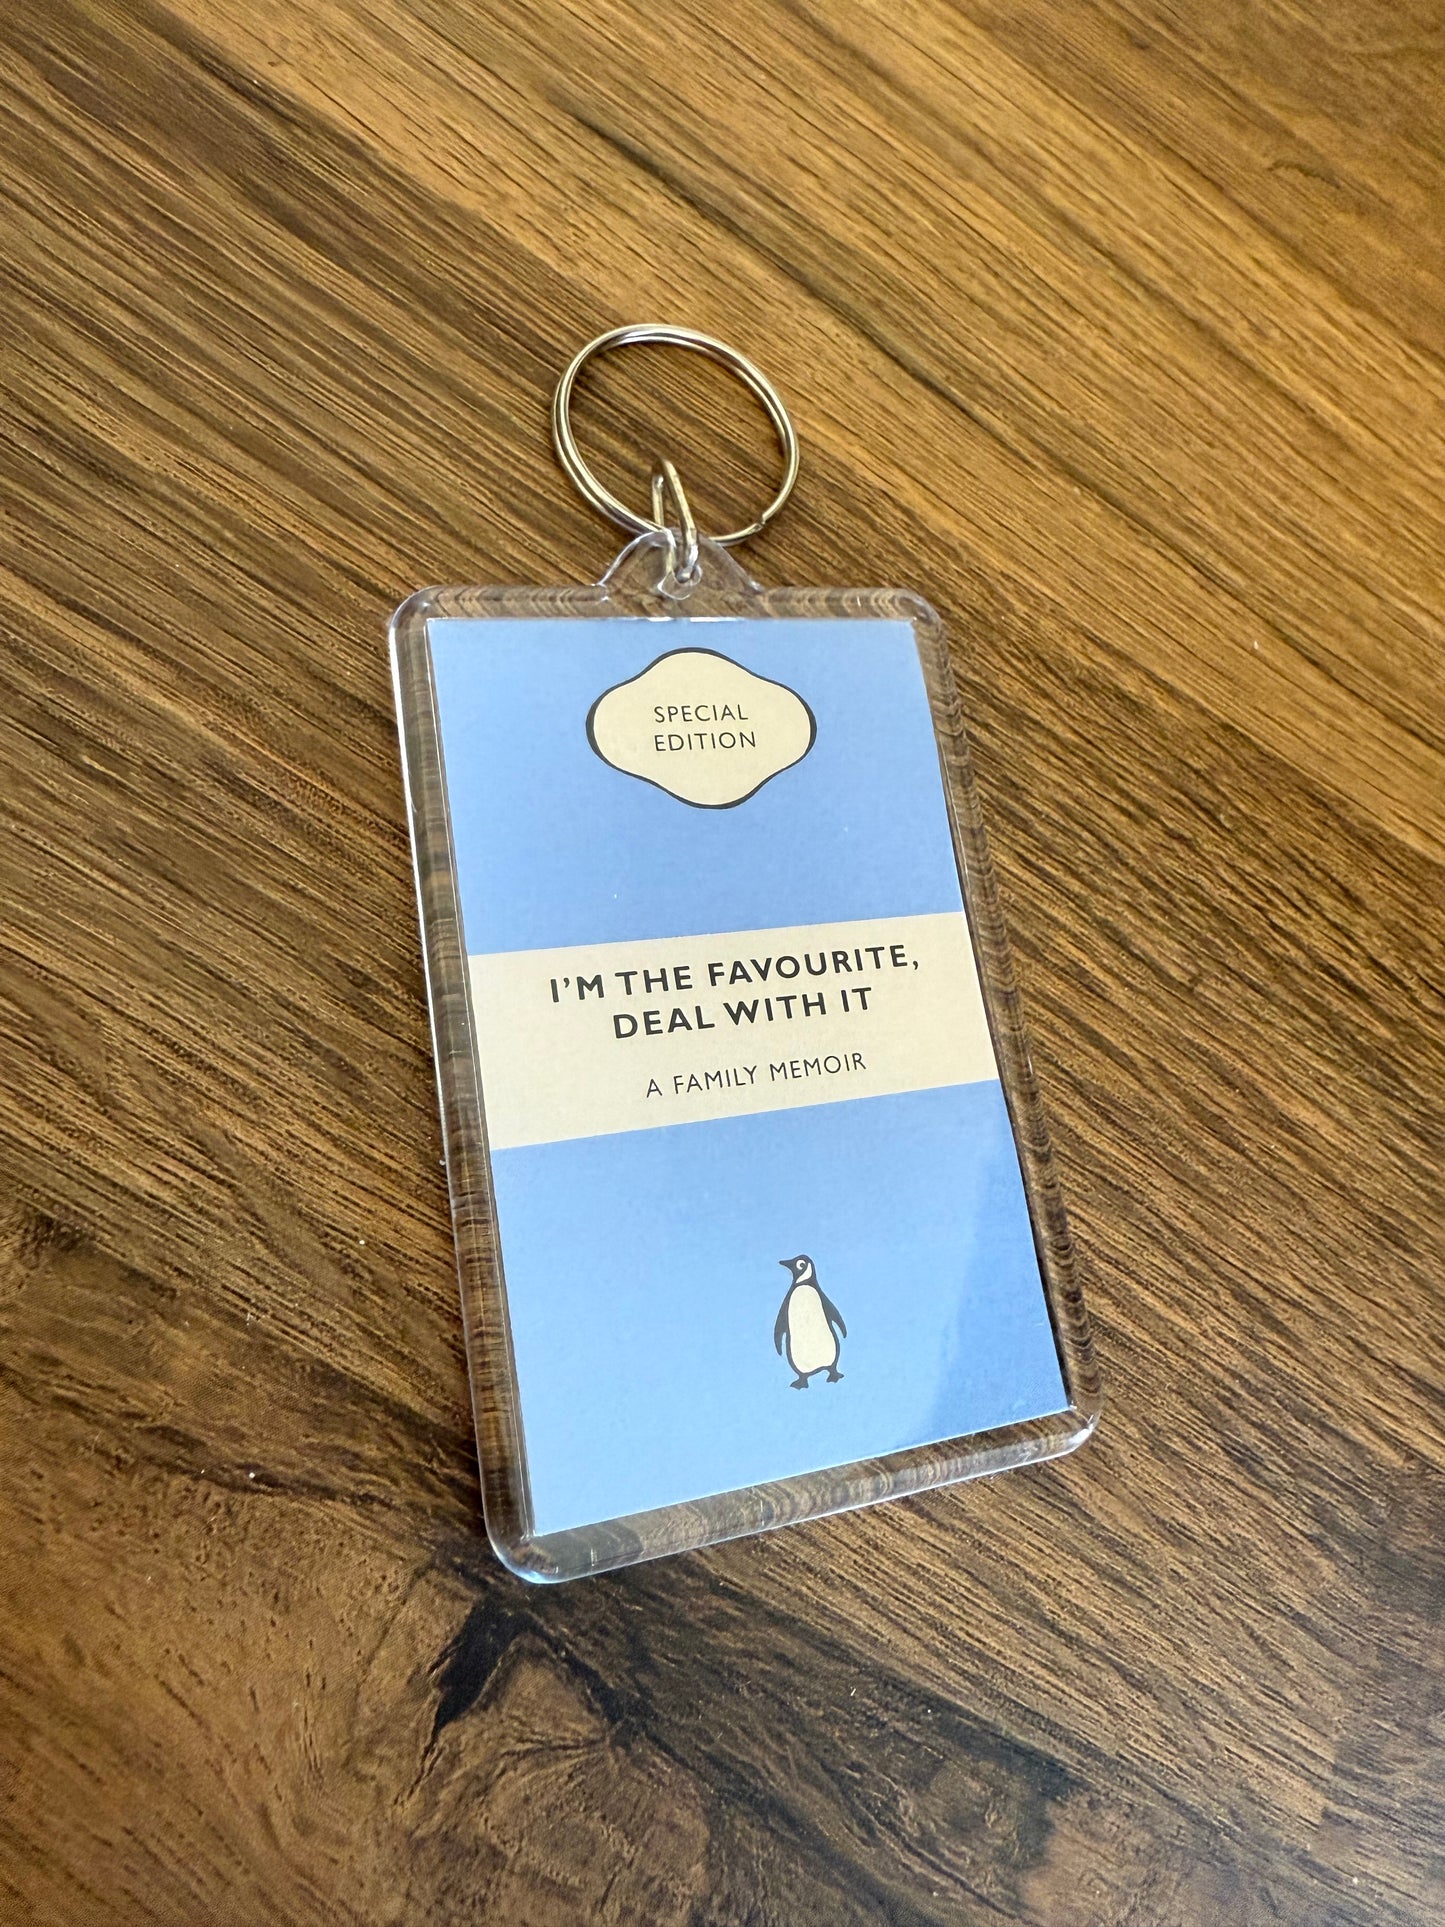 SPECIAL
EDITION
I'M THE FAVOURITE,
DEAL WITH IT
A FAMILY MEMOIR